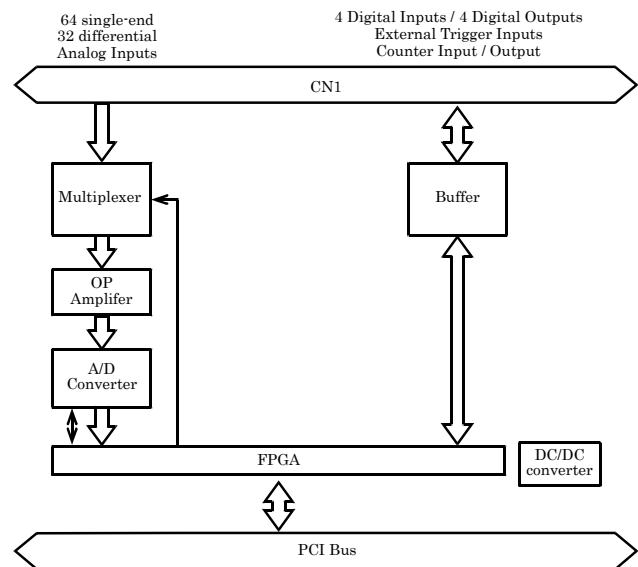 64 single-end
32 differential
Analog Inputs
4 Digital Inputs / 4 Digital Outputs
External Trigger Inputs
Counter Input / Output
CN1
Multiplexer
Buffer
OP
Amplifer
A/D
Converter
FPGA
DC/DC
converter
PCI Bus